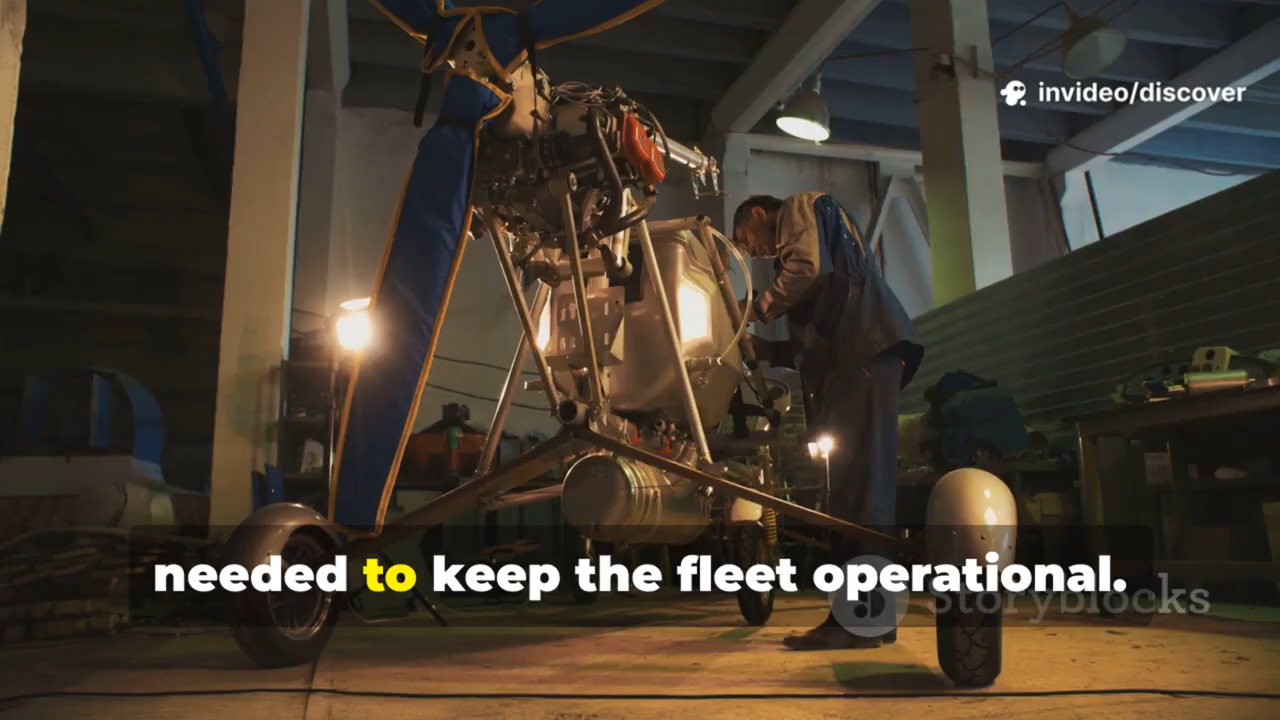 invideo/discover
needed to keep the fleet operational.
Storyblocks